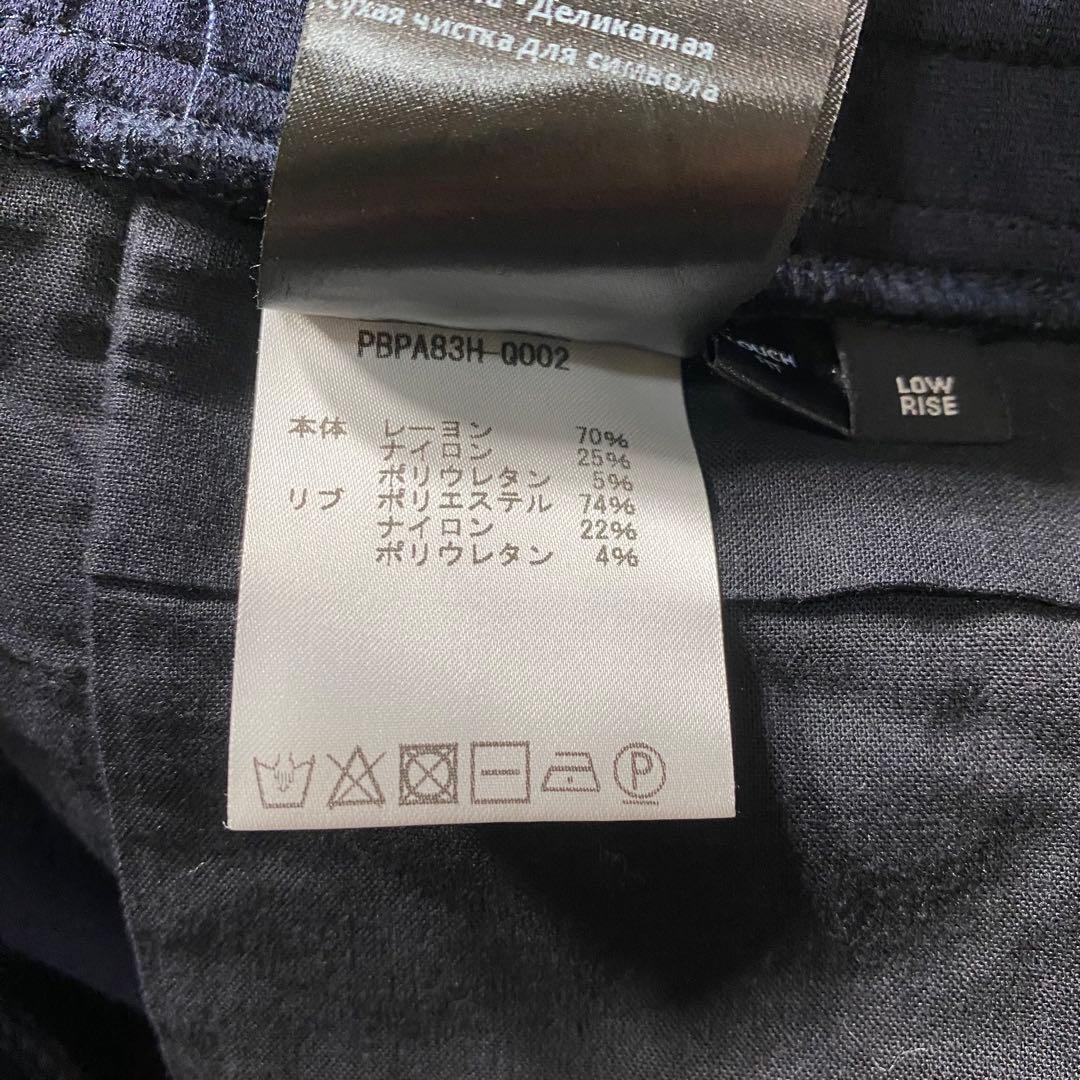 Деликатная
сухая чистка для символа
PBPA83H-Q002
本体 レーヨン 70%
ナイロン 25%
ポリウレタン 5%
リブ ポリエステル 74%
ナイロン 22%
ポリウレタン 4%
LOW
RISE
P